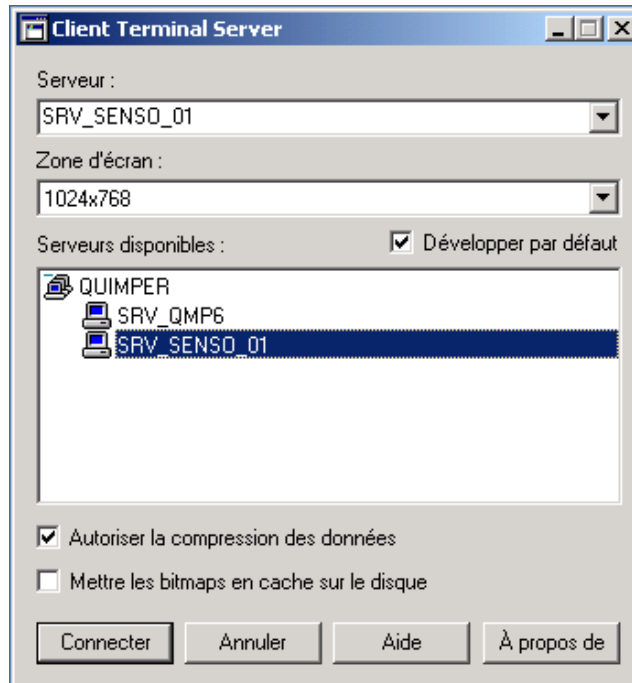 Client Terminal Server
Serveur :
SRV_SENSO_01
Zone d'écran :
1024x768
Serveurs disponibles :
Développer par défaut
QUIMPER
SRV_QMP6
SRV_SENSO_01
Autoriser la compression des données
Mettre les bitmaps en cache sur le disque
Connecter Annuler Aide À propos de